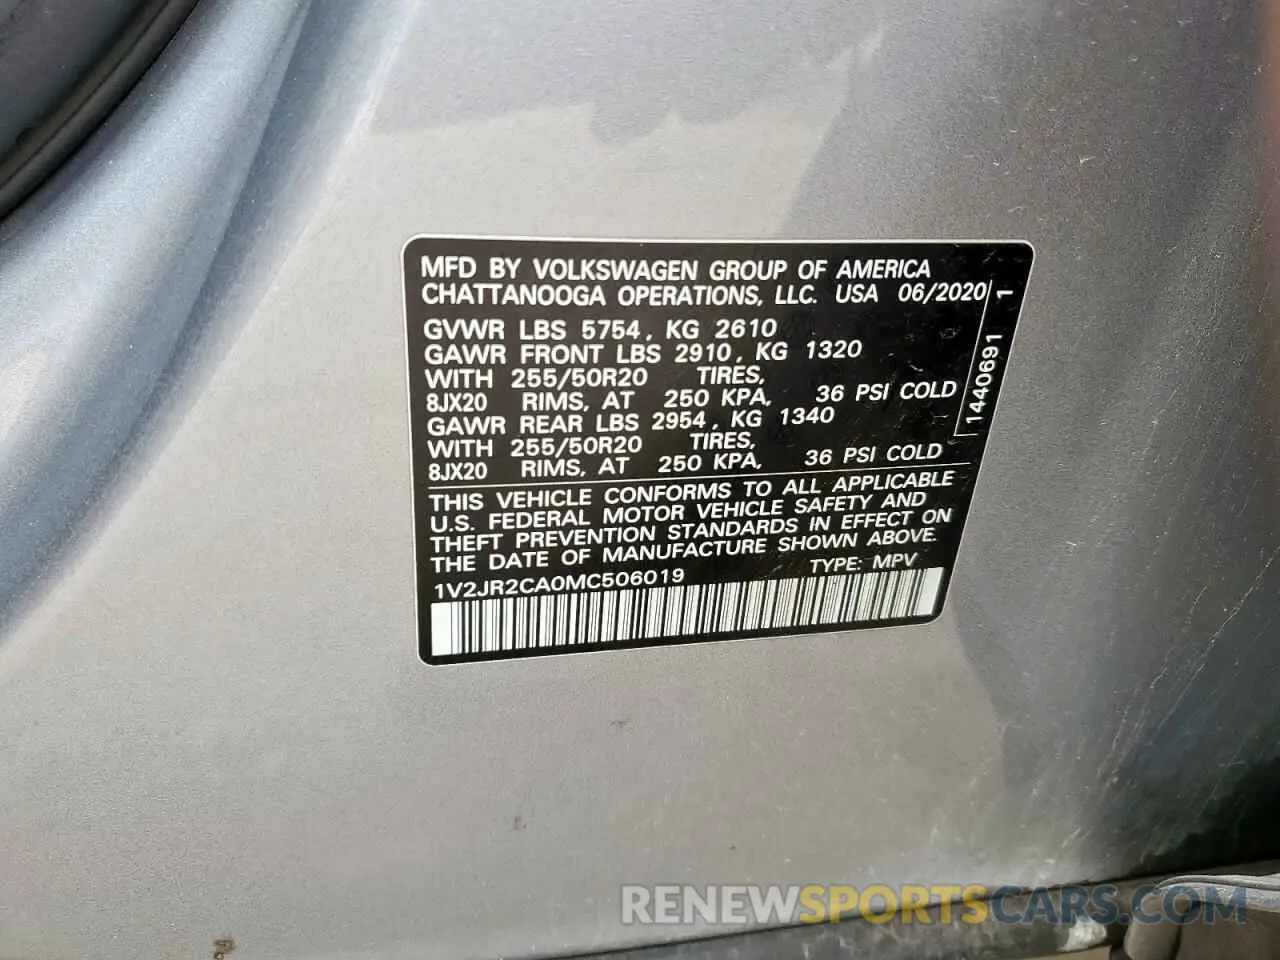 MFD BY VOLKSWAGEN GROUP OF AMERICA
CHATTANOOGA OPERATIONS, LLC. USA 06/2020
1440691 1
GVWR LBS 5754, KG 2610
GAWR FRONT LBS 2910, KG 1320
WITH 255/50R20 TIRES,
8JX20 RIMS, AT 250 KPA, 36 PSI COLD
GAWR REAR LBS 2954, KG 1340
WITH 255/50R20 TIRES,
8JX20 RIMS, AT 250 KPA, 36 PSI COLD
THIS VEHICLE CONFORMS TO ALL APPLICABLE
U.S. FEDERAL MOTOR VEHICLE SAFETY AND
THEFT PREVENTION STANDARDS IN EFFECT ON
THE DATE OF MANUFACTURE SHOWN ABOVE.
1V2JR2CA0MC506019 TYPE: MPV
RENEWSPORTSCARS.COM